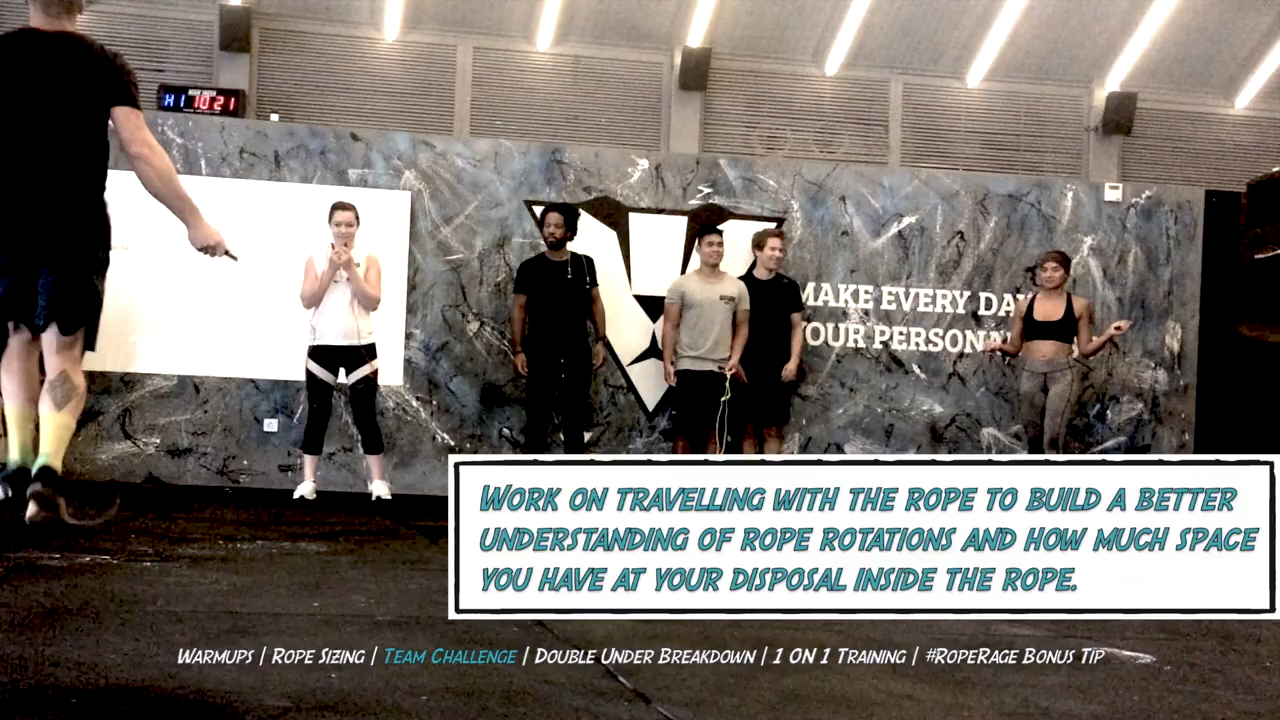 H1 10 21
MAKE EVERY DAY
YOUR PERSONA
WORK ON TRAVELLING WITH THE ROPE TO BUILD A BETTER
UNDERSTANDING OF ROPE ROTATIONS AND HOW MUCH SPACE
YOU HAVE AT YOUR DISPOSAL INSIDE THE ROPE.
WARMUPS | ROPE SIZING | TEAM CHALLENGE | DOUBLE UNDER BREAKDOWN | 1 ON 1 TRAINING | #ROPERAGE BONUS TIP